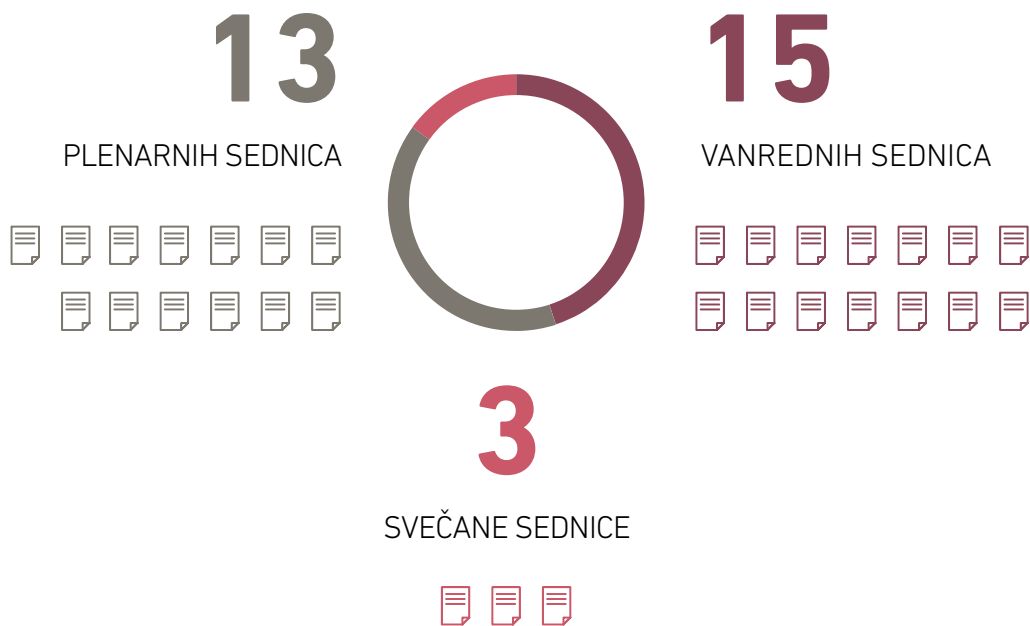 13
PLENARNIH SEDNICA
15
VANREDNIH SEDNICA
3
SVEČANE SEDNICE